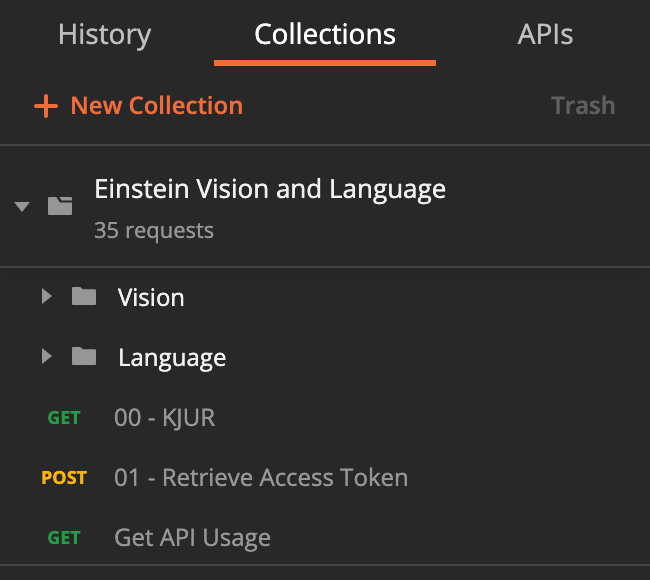 History Collections APIs
+ New Collection Trash
Einstein Vision and Language
35 requests
Vision
Language
GET 00 - KJUR
POST 01 - Retrieve Access Token
GET Get API Usage